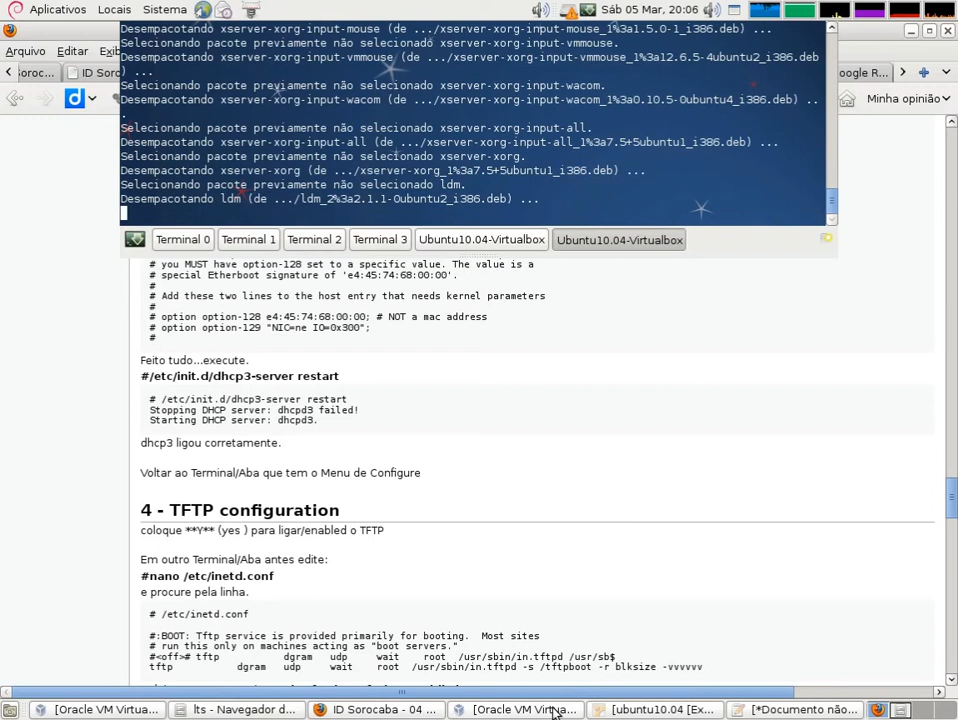 Aplicativos Locais Sistema Sáb 05 Mar, 20:06
Desempacotando xserver-xorg-input-mouse (de .../xserver-xorg-input-mouse_1%3a1.5.0-1_i386.deb) ...
Selecionando pacote previamente não selecionado xserver-xorg-input-vmmouse.
Desempacotando xserver-xorg-input-vmmouse (de .../xserver-xorg-input-vmmouse_1%3a12.6.5-4ubuntu2_i386.deb
) ...
Selecionando pacote previamente não selecionado xserver-xorg-input-wacom.
Desempacotando xserver-xorg-input-wacom (de .../xserver-xorg-input-wacom_1%3a0.10.5-0ubuntu4_i386.deb) ..
.
Selecionando pacote previamente não selecionado xserver-xorg-input-all.
Desempacotando xserver-xorg-input-all (de .../xserver-xorg-input-all_1%3a7.5+5ubuntu1_i386.deb) ...
Selecionando pacote previamente não selecionado xserver-xorg.
Desempacotando xserver-xorg (de .../xserver-xorg_1%3a7.5+5ubuntu1_i386.deb) ...
Selecionando pacote previamente não selecionado ldm.
Desempacotando ldm (de .../ldm_2%3a2.1.1-0ubuntu2_i386.deb) ...
Terminal 0 Terminal 1 Terminal 2 Terminal 3 Ubuntu10.04-Virtualbox Ubuntu10.04-Virtualbox
Arquivo Editar
Soroc... ID Soro oogle R...
Minha opinião
# you MUST have option-128 set to a specific value. The value is a
# special Etherboot signature of 'e4:45:74:68:00:00'.
#
# Add these two lines to the host entry that needs kernel parameters
#
# option option-128 e4:45:74:68:00:00; # NOT a mac address
# option option-129 "NIC=ne IO=0x300";
#
Feito tudo...execute.
#/etc/init.d/dhcp3-server restart
# /etc/init.d/dhcp3-server restart
Stopping DHCP server: dhcpd3 failed!
Starting DHCP server: dhcpd3.
dhcp3 ligou corretamente.
Voltar ao Terminal/Aba que tem o Menu de Configure
4 - TFTP configuration
coloque **Y** (yes ) para ligar/enabled o TFTP
Em outro Terminal/Aba antes edite:
#nano /etc/inetd.conf
e procure pela linha.
# /etc/inetd.conf
#:BOOT: Tftp service is provided primarily for booting. Most sites
# run this only on machines acting as "boot servers."
#<off># tftp dgram udp wait root /usr/sbin/in.tftpd /usr/sb$
tftp dgram udp wait root /usr/sbin/in.tftpd -s /tftpboot -r blksize -vvvvvv
[Oracle VM Virtua... lts - Navegador d... ID Sorocaba - 04 ... [Oracle VM Virtua... [ubuntu10.04 [Ex... [*Documento não...